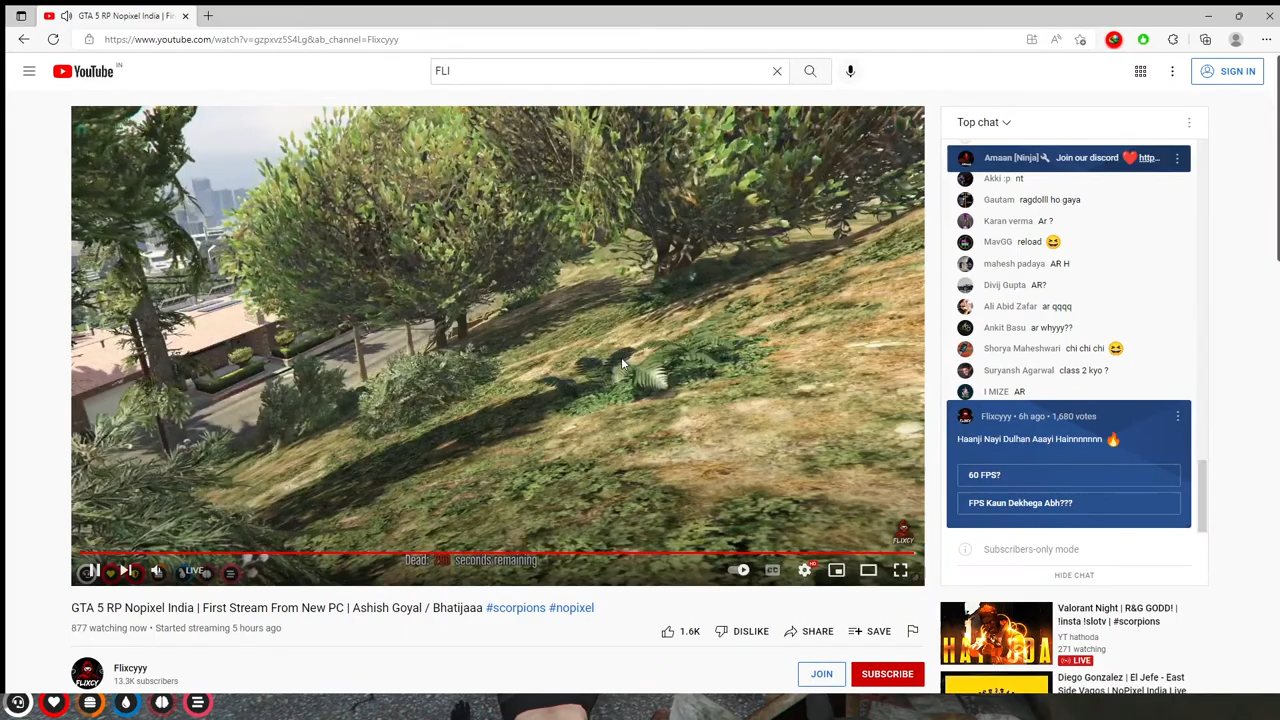 GTA 5 RP Nopixel India | Fi
https://www.youtube.com/watch?v=gzpxvz5S4Lg&ab_channel=Flixcyyy
YouTube IN
FLI
SIGN IN
Top chat
Amaan [Ninja] Join our discord ❤️ http...
Akki :p nt
Gautam ragdolll ho gaya
Karan verma Ar ?
MavGG reload 😆
mahesh padaya AR H
Divij Gupta AR?
Ali Abid Zafar ar qqqq
Ankit Basu ar whyyy??
Shorya Maheshwari chi chi chi 😆
Suryansh Agarwal class 2 kyo ?
I MIZE AR
Flixcyyy • 6h ago • 1,680 votes
Haanji Nayi Dulhan Aaayi Hainnnnnnn 🔥
60 FPS?
FPS Kaun Dekhega Abh???
Subscribers-only mode
HIDE CHAT
FLIXCY
Dead: seconds remaining
LIVE
CC
HD
GTA 5 RP Nopixel India | First Stream From New PC | Ashish Goyal / Bhatijaaa #scorpions #nopixel
877 watching now • Started streaming 5 hours ago
1.6K
DISLIKE
SHARE
SAVE
FLIXCY
Flixcyyy
13.3K subscribers
JOIN
SUBSCRIBE
HATHODA
Valorant Night | R&G GODD! |
!insta !slotv | #scorpions
YT hathoda
271 watching
LIVE
Diego Gonzalez | El Jefe - East
Side Vagos | NoPixel India Live